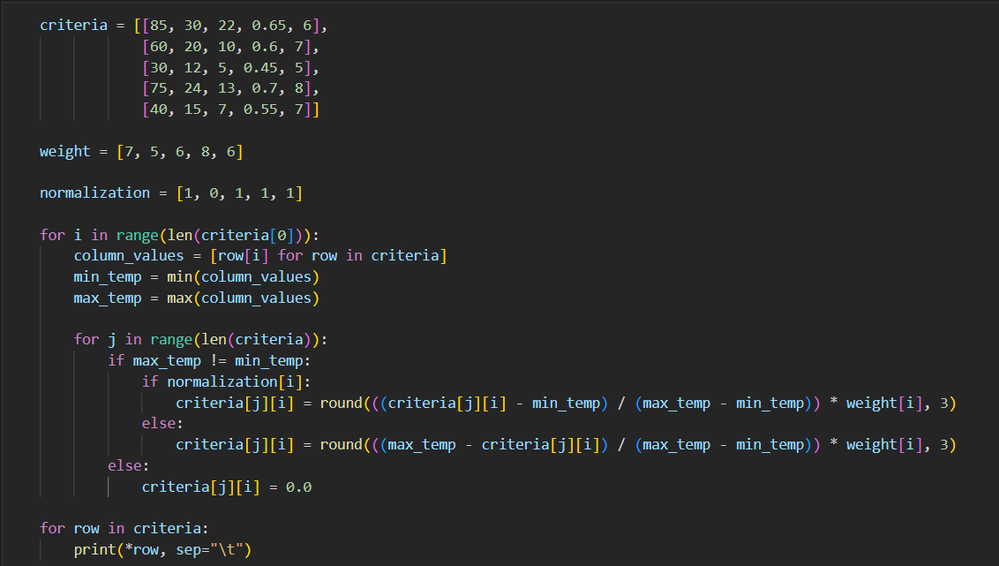 criteria = [[85, 30, 22, 0.65, 6],
            [60, 20, 10, 0.6, 7],
            [30, 12, 5, 0.45, 5],
            [75, 24, 13, 0.7, 8],
            [40, 15, 7, 0.55, 7]]

weight = [7, 5, 6, 8, 6]

normalization = [1, 0, 1, 1, 1]

for i in range(len(criteria[0])):
    column_values = [row[i] for row in criteria]
    min_temp = min(column_values)
    max_temp = max(column_values)

    for j in range(len(criteria)):
        if max_temp != min_temp:
            if normalization[i]:
                criteria[j][i] = round(((criteria[j][i] - min_temp) / (max_temp - min_temp)) * weight[i], 3)
            else:
                criteria[j][i] = round(((max_temp - criteria[j][i]) / (max_temp - min_temp)) * weight[i], 3)
        else:
            criteria[j][i] = 0.0

for row in criteria:
    print(*row, sep="\t")